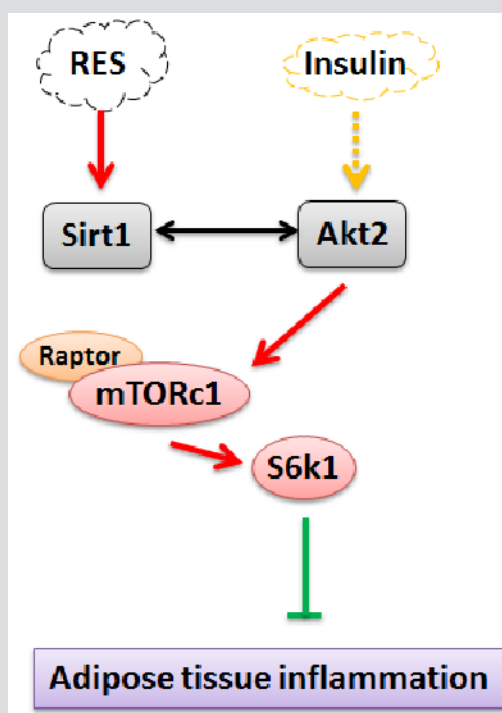 RES
Insulin
Sirt1
Akt2
Raptor
mTORc1
S6k1
Adipose tissue inflammation